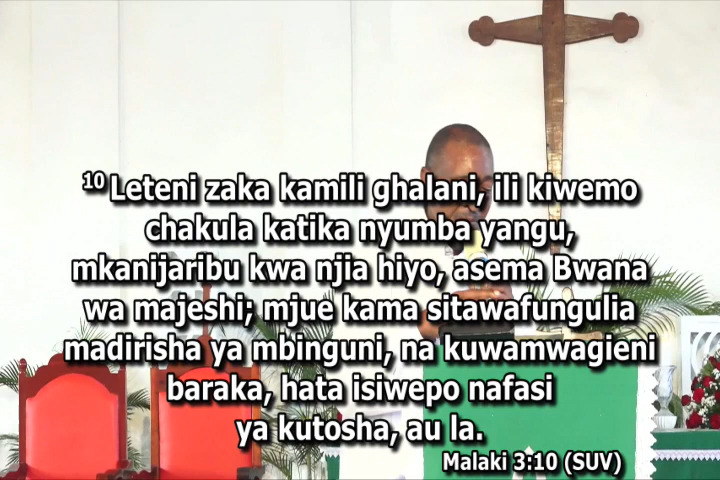 10 Leteni zaka kamili ghalani, ili kiwemo
chakula katika nyumba yangu,
mkanijaribu kwa njia hiyo, asema Bwana
wa majeshi; mjue kama sitawafungulia
madirisha ya mbinguni, na kuwamwagieni
baraka, hata isiwepo nafasi
ya kutosha, au la.
Malaki 3:10 (SUV)